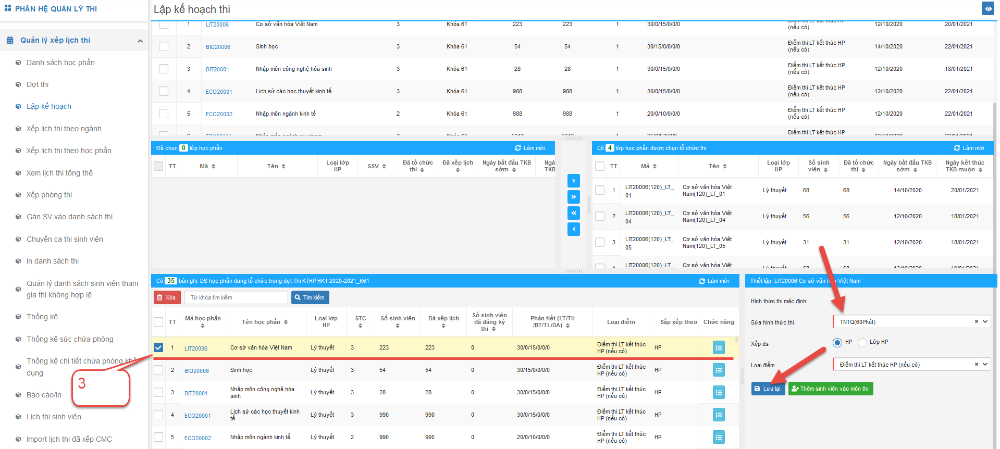 PHÂN HỆ QUẢN LÝ THI
Lập kế hoạch thi
Quản lý xếp lịch thi
Danh sách học phần
Đợt thi
Lập kế hoạch
Xếp lịch thi theo ngành
Xếp lịch thi theo học phần
Xem lịch thi tổng thể
Xếp phòng thi
Gán SV vào danh sách thi
Chuyển ca thi sinh viên
In danh sách thi
Quản lý danh sách sinh viên tham
gia thi không hợp lệ
Thống kê
Thống kê sức chứa phòng
Thống kê chi tiết chứa phòng khả
dụng
Báo cáo/In
Lịch thi sinh viên
Import lịch thi đã xếp CMC
3
1 LIT20006 Cơ sở văn hóa Việt Nam 3 Khóa 61 223 223 1 30/0/15/0/0/0 Điểm thi LT kết thúc HP (nếu có) 12/10/2020 20/01/2021
2 BIO20006 Sinh học 3 Khóa 61 54 54 1 30/15/0/0/0/0 Điểm thi LT kết thúc HP (nếu có) 14/10/2020 22/01/2021
3 BIT20001 Nhập môn công nghệ hóa sinh 3 Khóa 61 28 28 1 30/0/15/0/0/0 Điểm thi LT kết thúc HP (nếu có) 12/10/2020 18/01/2021
4 ECO20001 Lịch sử các học thuyết kinh tế 3 Khóa 61 988 988 1 30/0/15/0/0/0 Điểm thi LT kết thúc HP (nếu có) 12/10/2020 22/01/2021
5 ECO20002 Nhập môn ngành kinh tế 2 Khóa 61 988 988 1 20/0/10/0/0/0 Điểm thi LT kết thúc HP (nếu có) 12/10/2020 22/01/2021
Điểm thi LT kết thúc HP
Đã chọn 0 lớp học phần Làm mới
TT Mã Tên Loại lớp HP SSV Đã tổ chức thi Đã xếp lịch Ngày bắt đầu TKB sớm
Có 4 lớp học phần được chọn tổ chức thi Làm mới
TT Mã Tên Loại lớp HP Số sinh viên Đã tổ chức thi Ngày bắt đầu TKB sớm Ngày kết thúc TKB muộn
1 LIT20006(120)_LT_01 Cơ sở văn hóa Việt Nam(120)_LT_01 Lý thuyết 68 68 14/10/2020 20/01/2021
2 LIT20006(120)_LT_04 Cơ sở văn hóa Việt Nam(120)_LT_04 Lý thuyết 56 56 12/10/2020 18/01/2021
3 LIT20006(120)_LT_05 Cơ sở văn hóa Việt Nam(120)_LT_05 Lý thuyết 31 31 12/10/2020 18/01/2021
4 LIT20006(120)_LT_ Cơ sở văn hóa Việt Lý thuyết 68 68 13/10/2020 19/01/2021
Có 35 bản ghi. DS học phần đang tổ chức trong đợt Thi KTHP HK1 2020-2021_K61 Làm mới
Xóa Từ khóa tìm kiếm Tìm kiếm
TT Mã học phần Tên học phần Loại lớp HP STC Số sinh viên Đã xếp lịch Số sinh viên đã đăng ký thi Phân tiết (LT/TH/BT/TL/DA) Loại điểm Sắp xếp theo Chức năng
1 LIT20006 Cơ sở văn hóa Việt Nam Lý thuyết 3 223 223 0 30/0/15/0/0/0 Điểm thi LT kết thúc HP (nếu có) HP
2 BIO20006 Sinh học Lý thuyết 3 54 54 0 30/15/0/0/0/0 Điểm thi LT kết thúc HP (nếu có) HP
3 BIT20001 Nhập môn công nghệ hóa sinh Lý thuyết 3 28 28 0 30/0/15/0/0/0 Điểm thi LT kết thúc HP (nếu có) HP
4 ECO20001 Lịch sử các học thuyết kinh tế Lý thuyết 3 990 990 0 30/0/15/0/0/0 Điểm thi LT kết thúc HP (nếu có) HP
5 ECO20002 Nhập môn ngành kinh tế Lý thuyết 2 990 990 0 20/0/10/0/0/0 Điểm thi LT kết thúc HP (nếu có) HP
Thiết lập: LIT20006 Cơ sở văn hóa Việt Nam
Hình thức thi mặc định:
Sửa hình thức thi TNTQ(60Phút)
Xếp ds HP Lớp HP
Loại điểm Điểm thi LT kết thúc HP (nếu có)
Lưu lại Thêm sinh viên vào môn thi